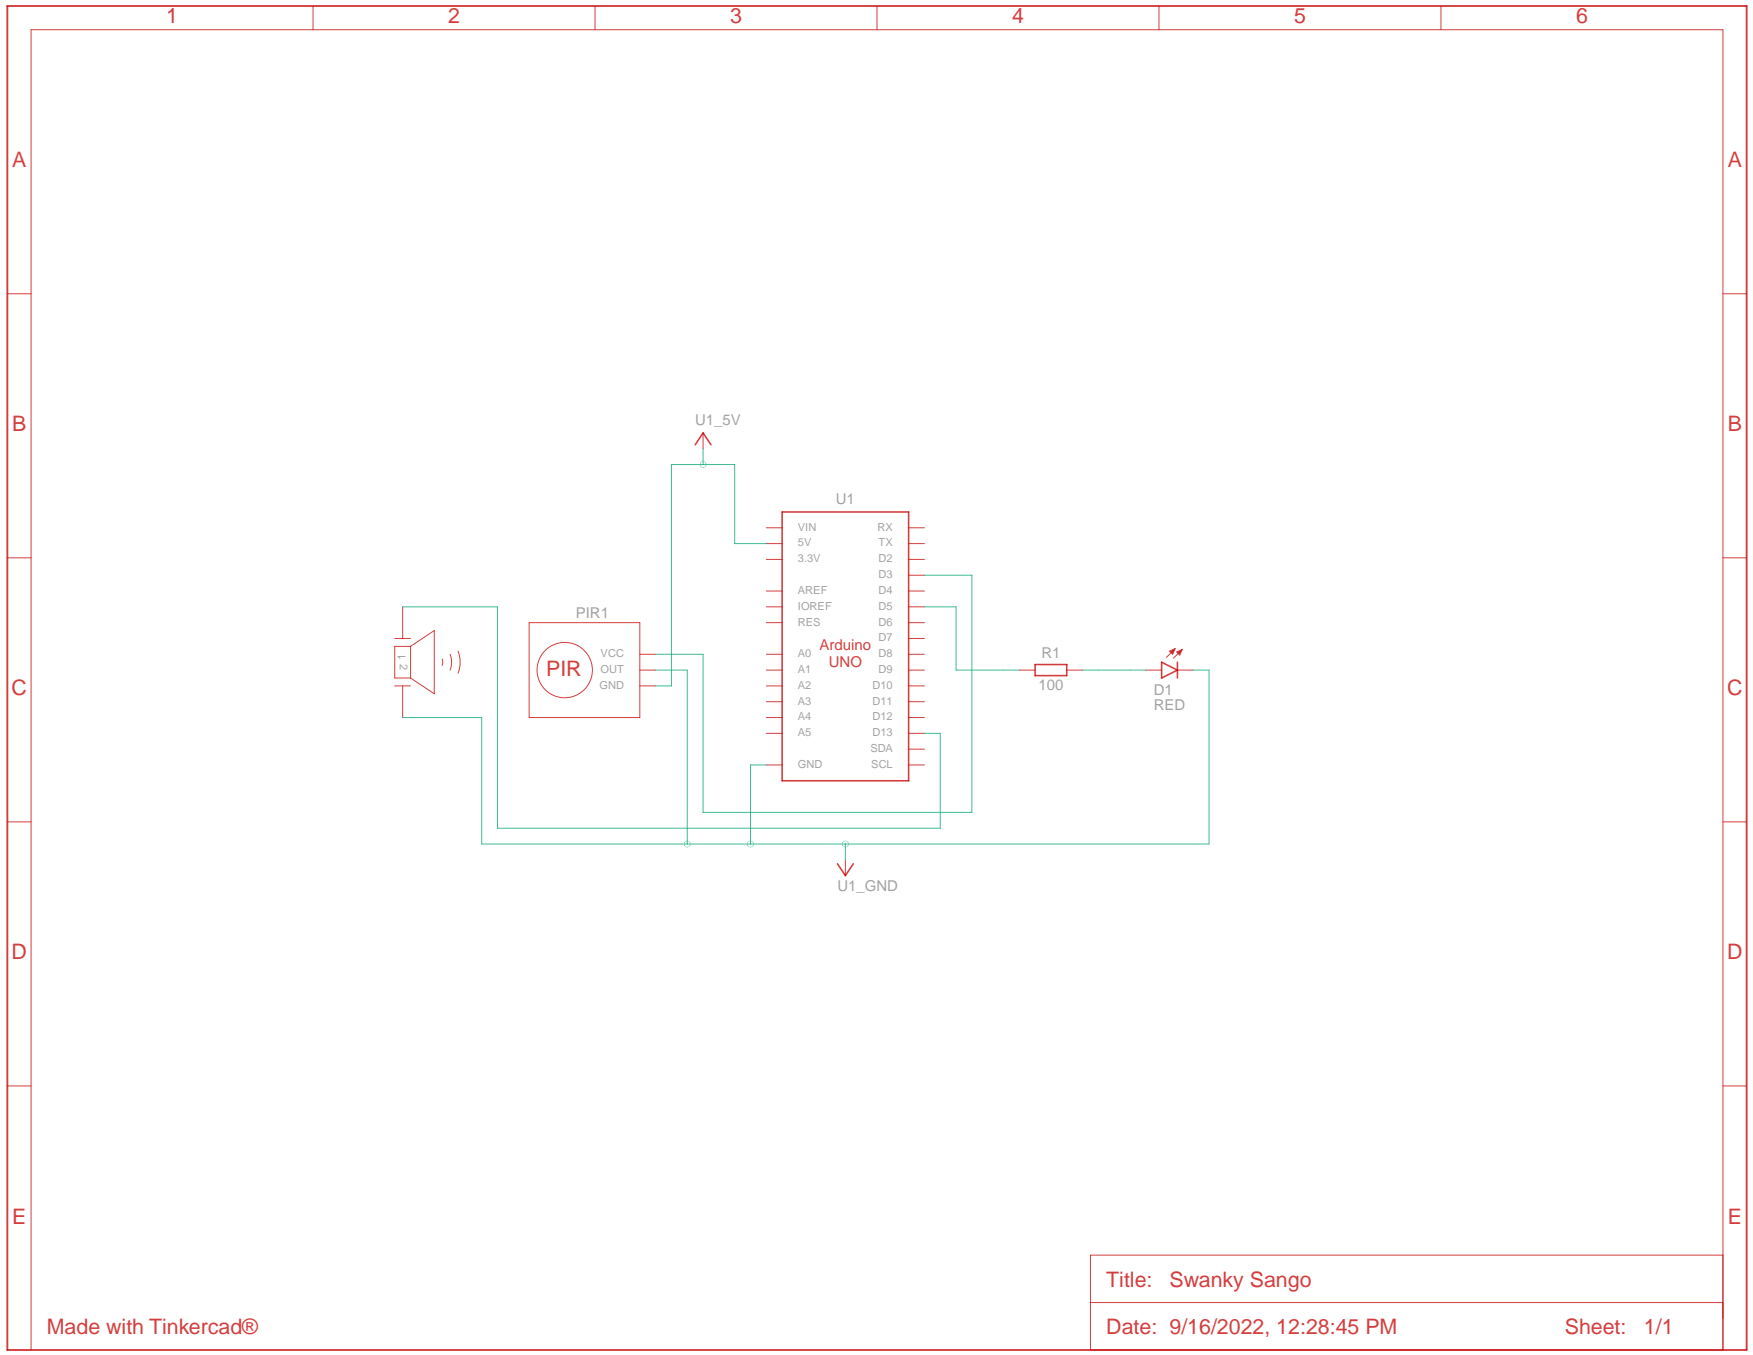 1 2 3 4 5 6
A A
B B
C C
D D
E E
U1_5V
U1
VIN RX
5V TX
3.3V D2
D3
AREF D4
IOREF D5
RES D6
D7
A0 D8
A1 D9
A2 D10
A3 D11
A4 D12
A5 D13
SDA
GND SCL
Arduino
UNO
PIR1
PIR
VCC
OUT
GND
1
2
R1
100
D1
RED
U1_GND
Title: Swanky Sango
Date: 9/16/2022, 12:28:45 PM Sheet: 1/1
Made with Tinkercad®